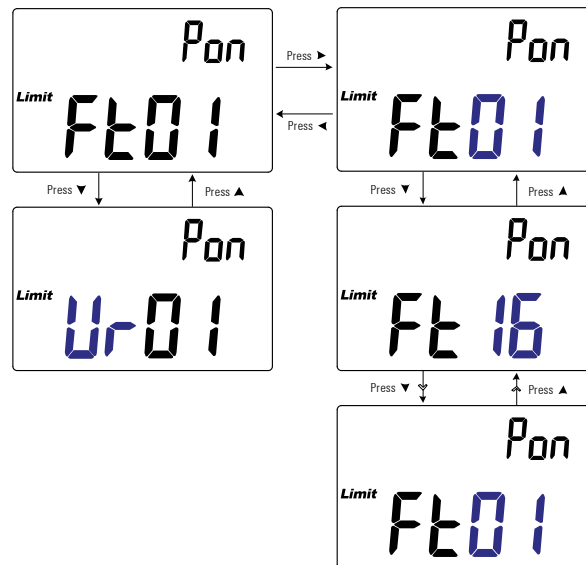 Pon
Limit
Ft01
Press ►
Press ◄
Pon
Limit
Ft01
Press ▼
Press ▲
Press ▼
Press ▲
Pon
Limit
Ur01
Pon
Limit
Ft 16
Press ▼
Press ▲
Pon
Limit
Ft01